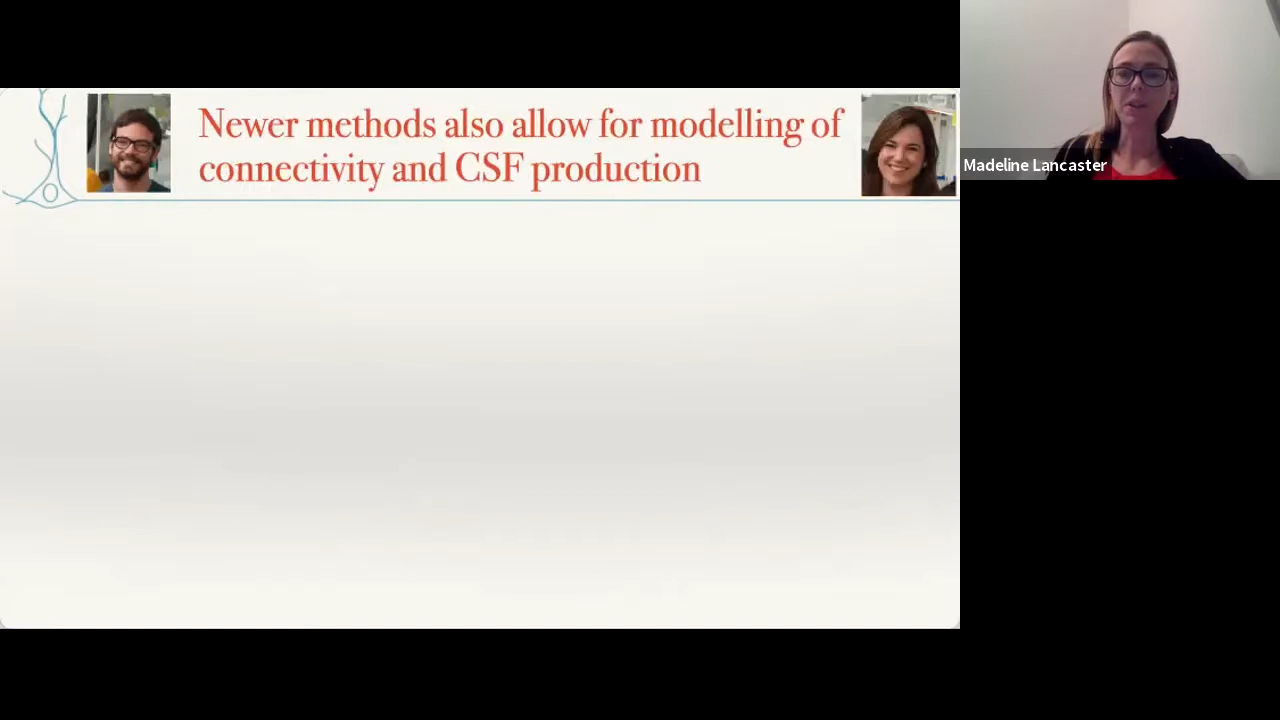 Newer methods also allow for modelling of
connectivity and CSF production
Madeline Lancaster